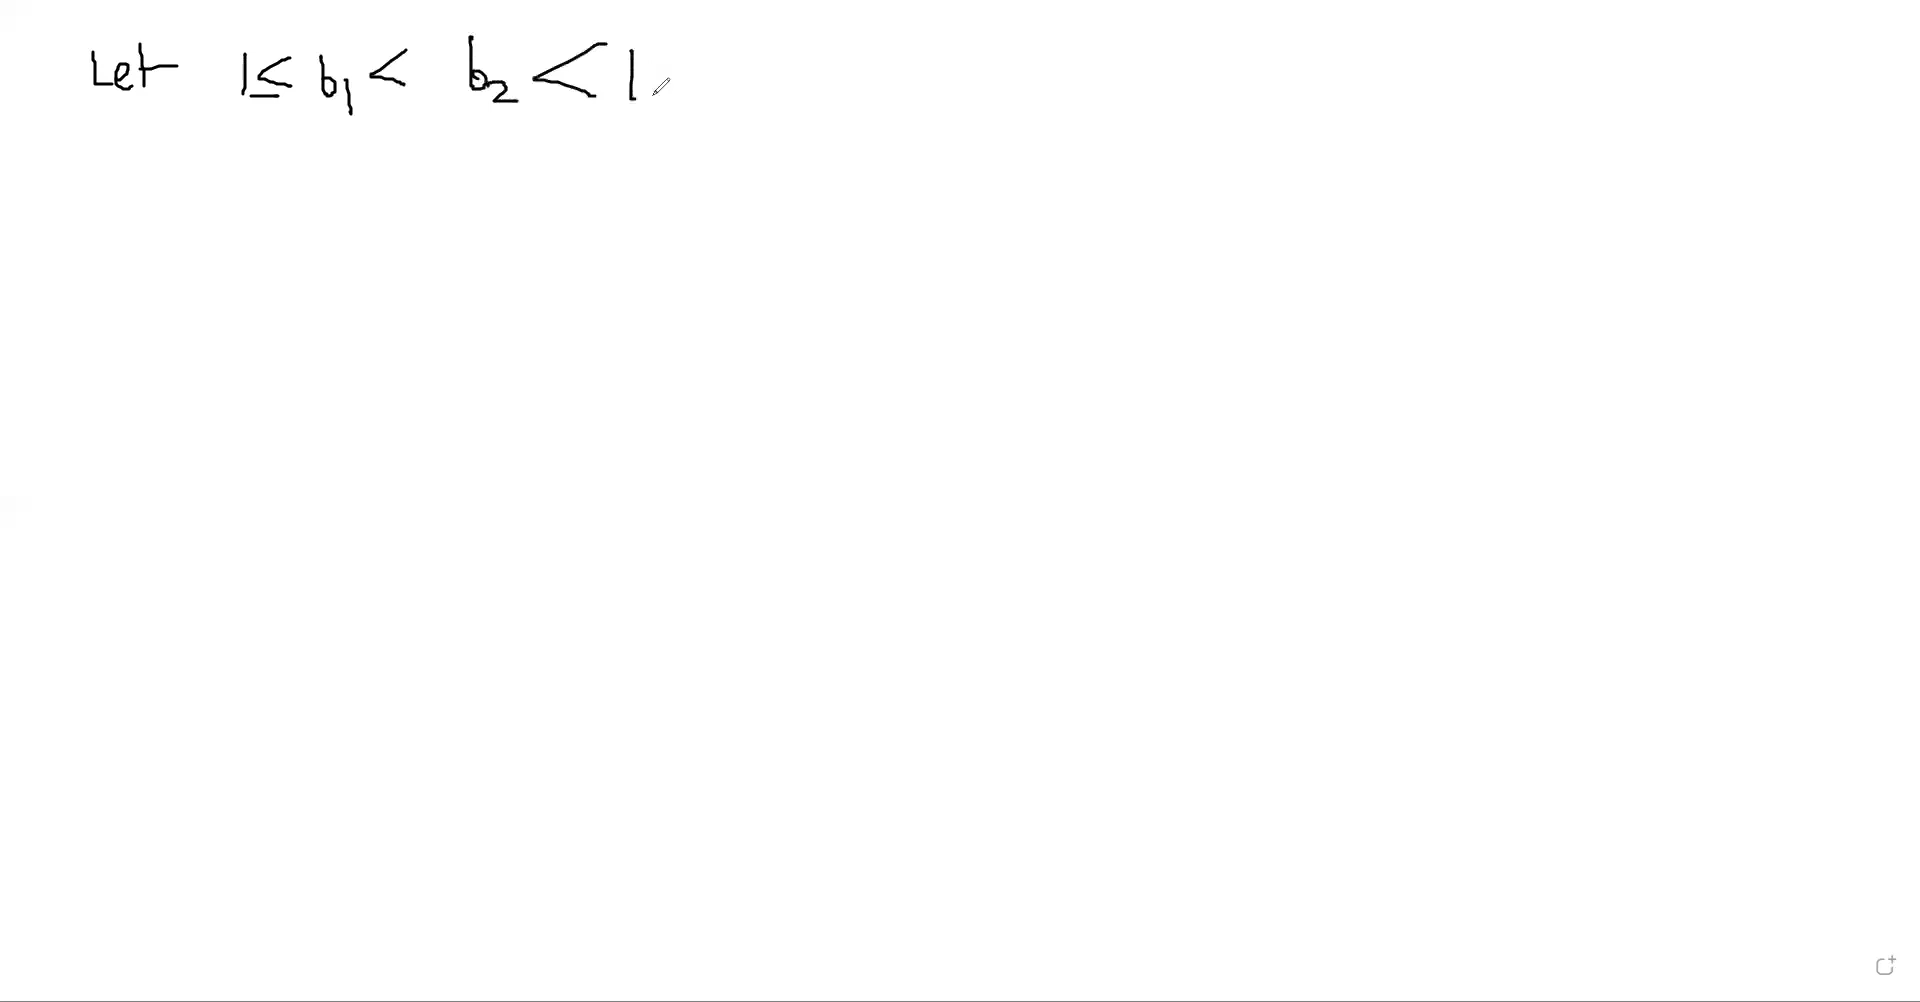 Let 1 ≤ b₁ < b₂ < 1